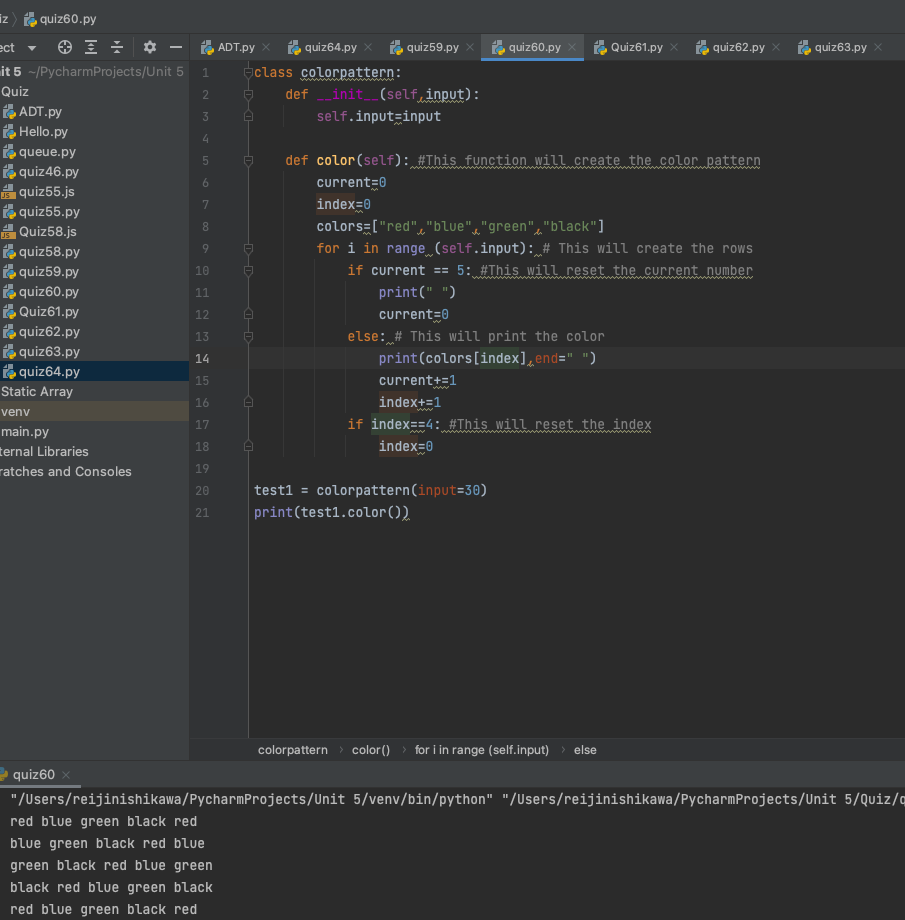 iz › quiz60.py
ect
ADT.py × quiz64.py × quiz59.py × quiz60.py × Quiz61.py × quiz62.py × quiz63.py ×
nit 5 ~/PycharmProjects/Unit 5
Quiz
ADT.py
Hello.py
queue.py
quiz46.py
quiz55.js
quiz55.py
Quiz58.js
quiz58.py
quiz59.py
quiz60.py
Quiz61.py
quiz62.py
quiz63.py
quiz64.py
Static Array
venv
main.py
ternal Libraries
ratches and Consoles
1 class colorpattern:
2     def __init__(self,input):
3         self.input=input
4
5     def color(self): #This function will create the color pattern
6         current=0
7         index=0
8         colors=["red","blue","green","black"]
9         for i in range (self.input): # This will create the rows
10             if current == 5: #This will reset the current number
11                 print(" ")
12                 current=0
13             else: # This will print the color
14                 print(colors[index],end=" ")
15                 current+=1
16                 index+=1
17             if index==4: #This will reset the index
18                 index=0
19
20 test1 = colorpattern(input=30)
21 print(test1.color())
colorpattern › color() › for i in range (self.input) › else
quiz60 ×
"/Users/reijinishikawa/PycharmProjects/Unit 5/venv/bin/python" "/Users/reijinishikawa/PycharmProjects/Unit 5/Quiz/q
red blue green black red
blue green black red blue
green black red blue green
black red blue green black
red blue green black red